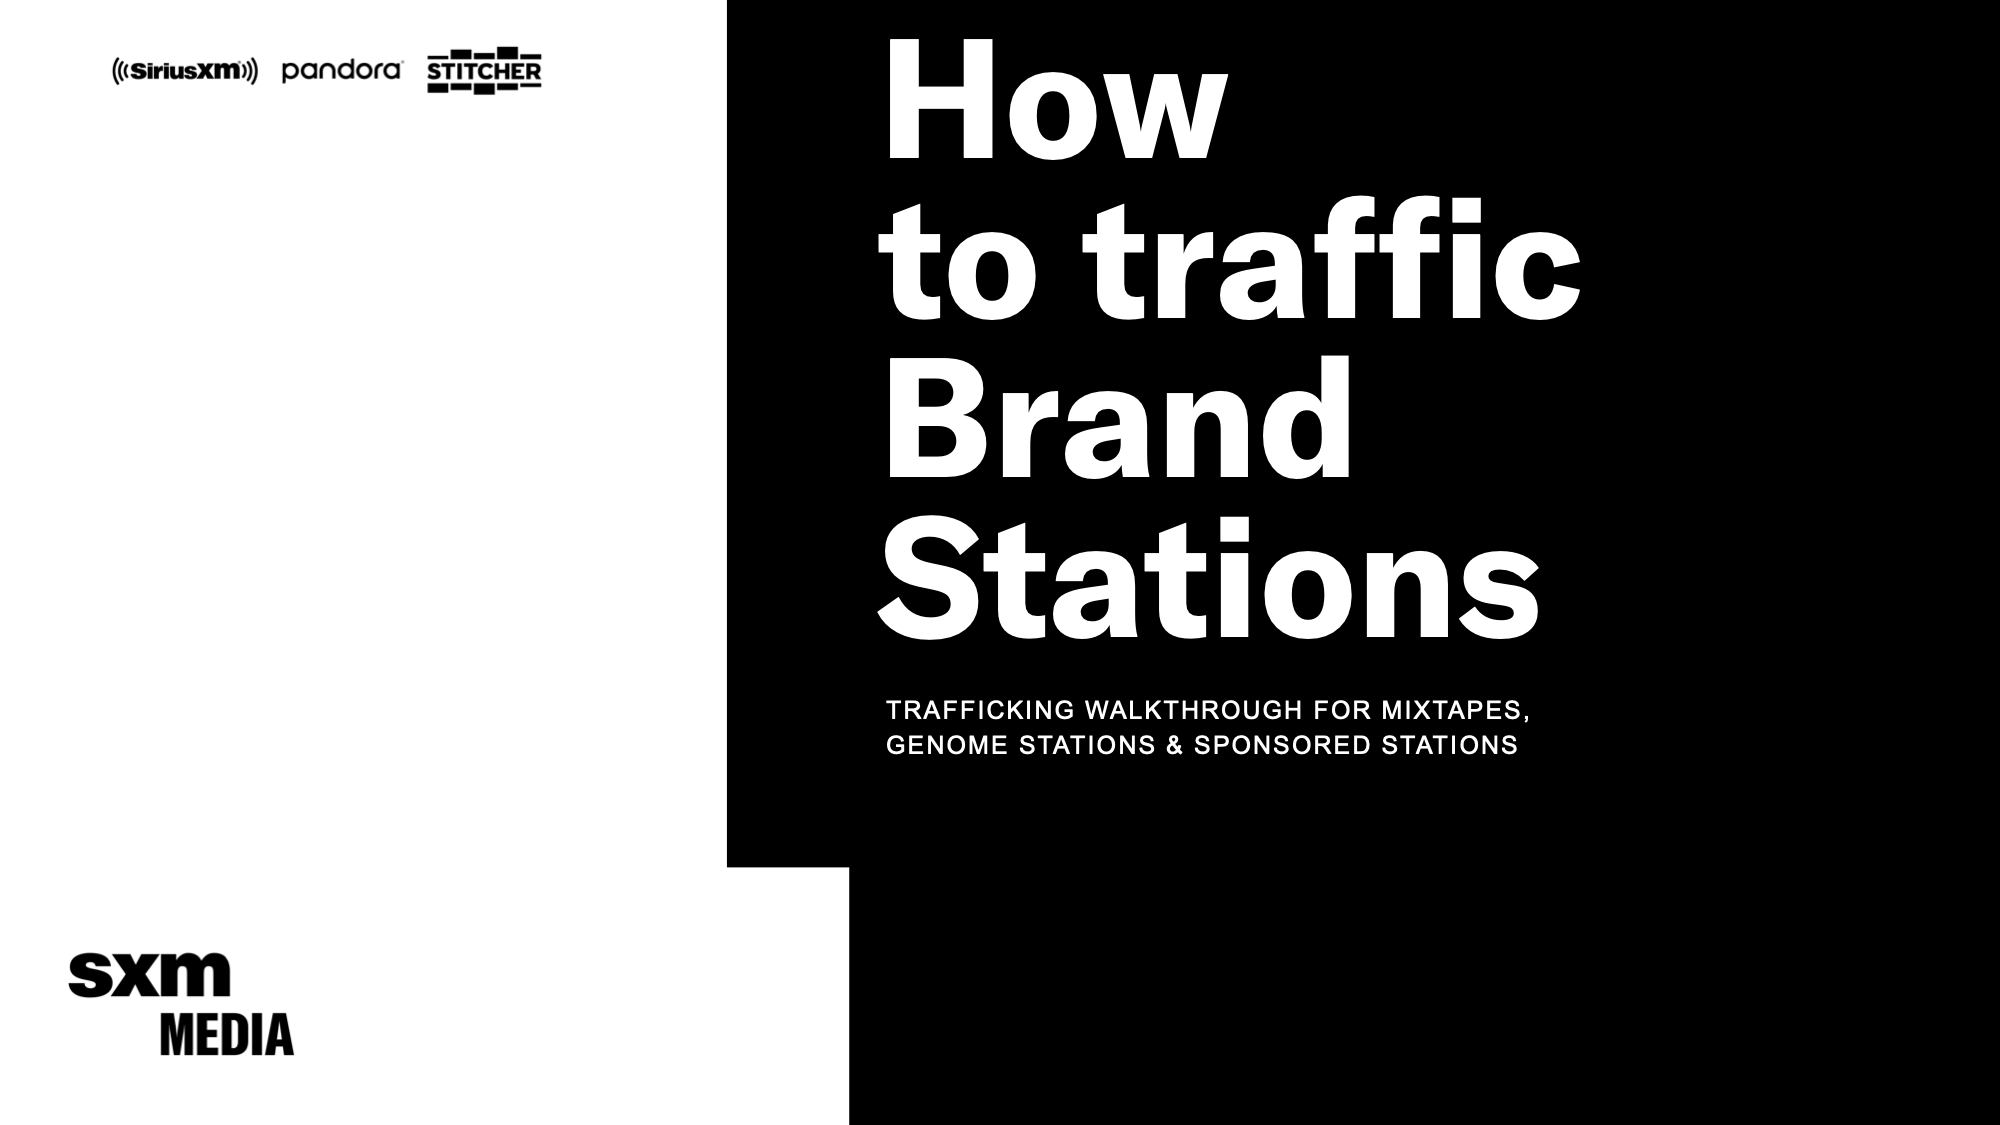 SiriusXM pandora STITCHER
How
to traffic
Brand
Stations
TRAFFICKING WALKTHROUGH FOR MIXTAPES,
GENOME STATIONS & SPONSORED STATIONS
sxm
MEDIA